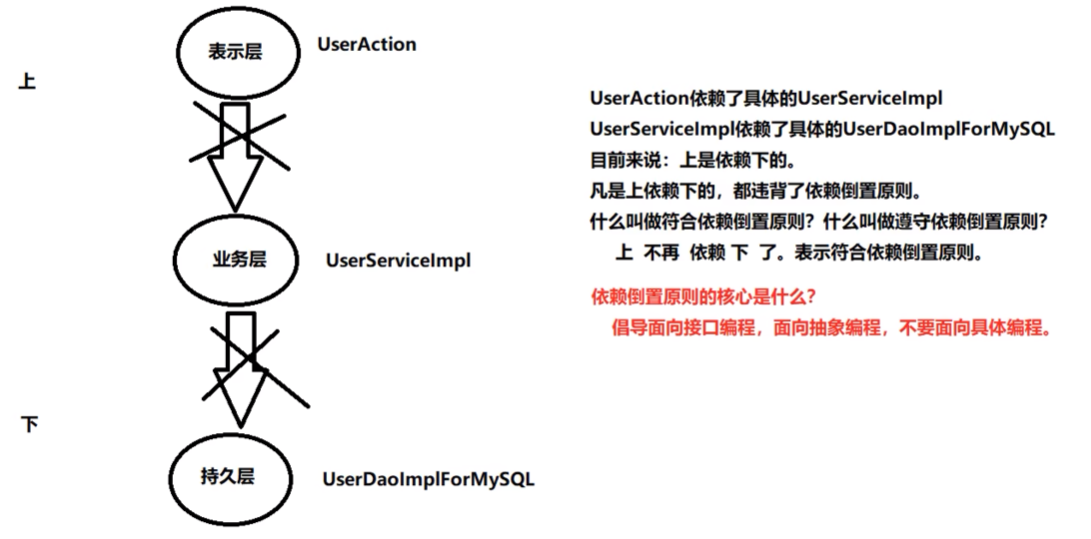 表示层
UserAction
上
业务层
UserServiceImpl
下
持久层
UserDaoImplForMySQL
UserAction依赖了具体的UserServiceImpl
UserServiceImpl依赖了具体的UserDaoImplForMySQL
目前来说：上是依赖下的。
凡是上依赖下的，都违背了依赖倒置原则。
什么叫做符合依赖倒置原则？什么叫做遵守依赖倒置原则？
上 不再 依赖 下 了。表示符合依赖倒置原则。
依赖倒置原则的核心是什么？
倡导面向接口编程，面向抽象编程，不要面向具体编程。